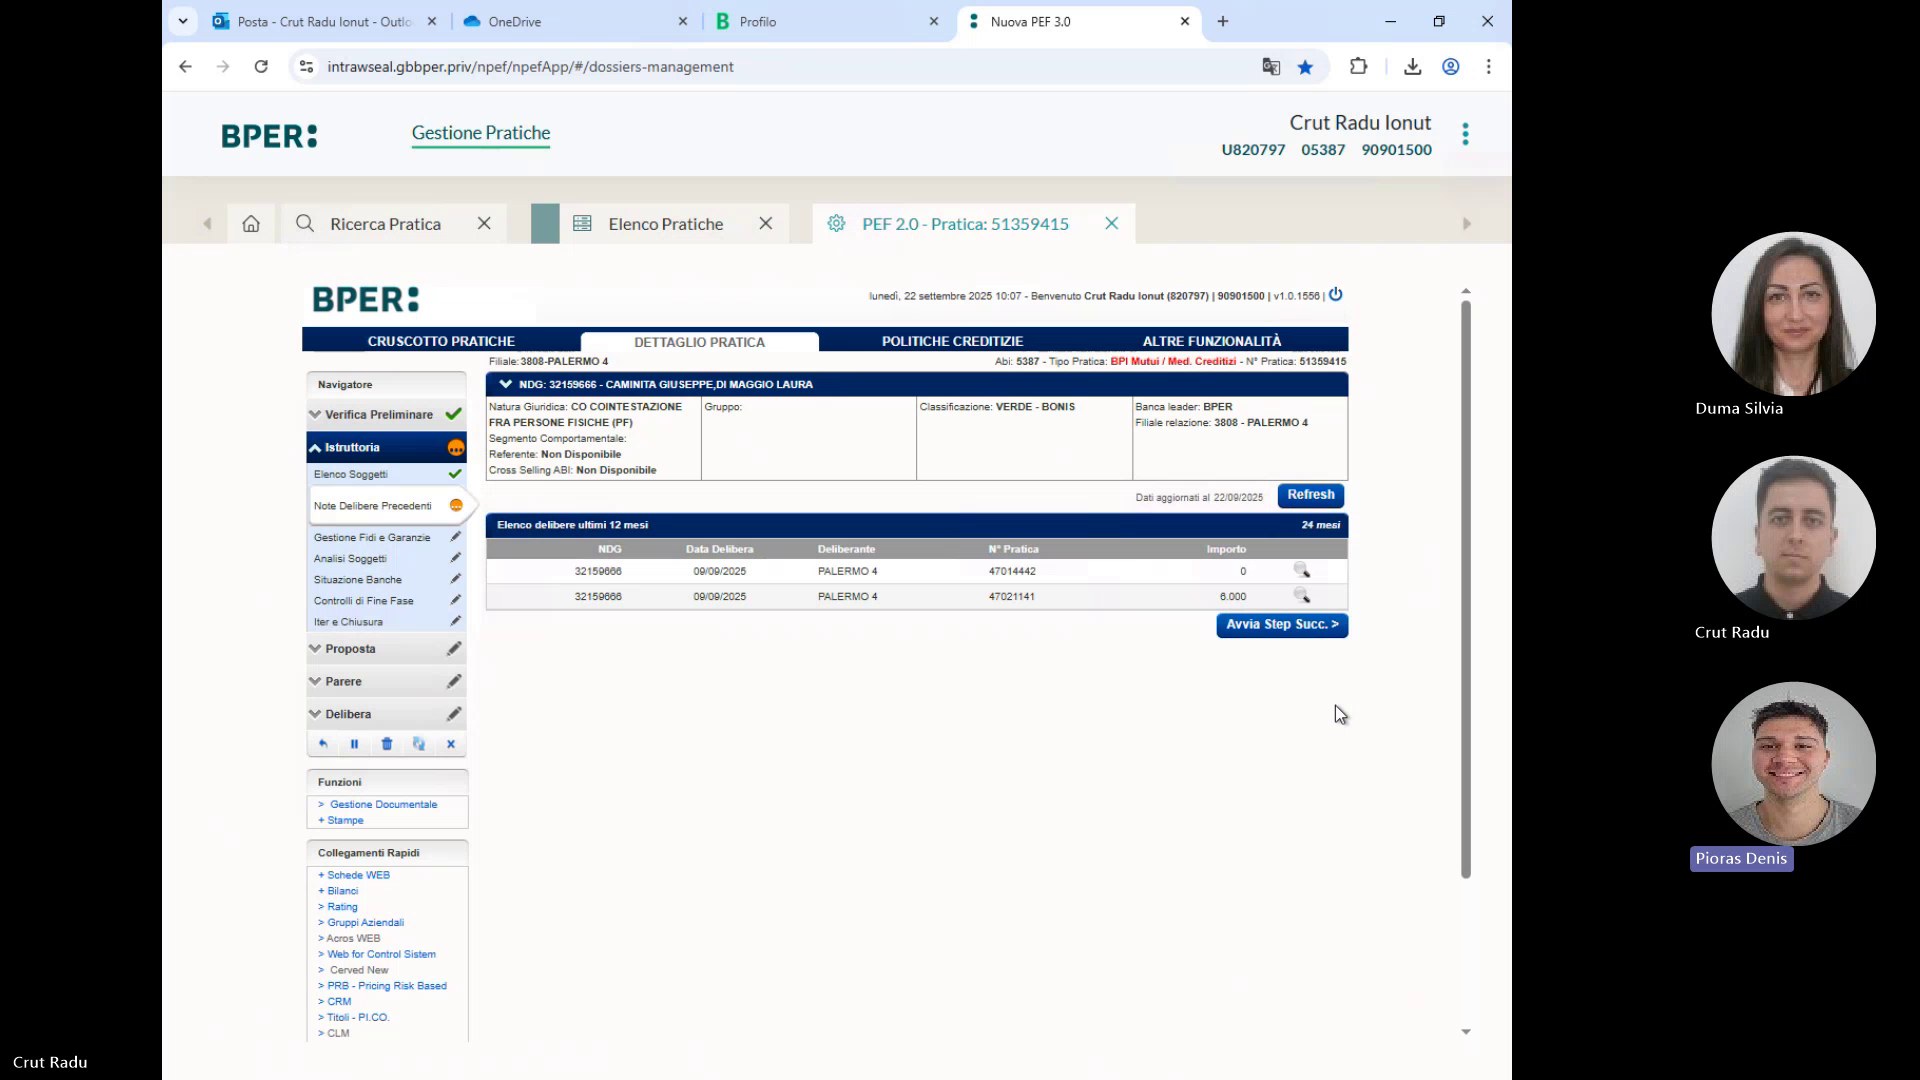 Posta - Crut Radu Ionut - Outlo
OneDrive
Profilo
Nuova PEF 3.0
intrawseal.gbbper.priv/npef/npefApp/#/dossiers-management
BPER:
Gestione Pratiche
Crut Radu Ionut
U820797 05387 90901500
Ricerca Pratica
Elenco Pratiche
PEF 2.0 - Pratica: 51359415
BPER:
lunedì, 22 settembre 2025 10:07 - Benvenuto Crut Radu Ionut (820797) | 90901500 | v1.0.1556 |
CRUSCOTTO PRATICHE
DETTAGLIO PRATICA
POLITICHE CREDITIZIE
ALTRE FUNZIONALITÀ
Filiale: 3808-PALERMO 4
Abi: 5387 - Tipo Pratica: BPI Mutui / Med. Creditizi - N° Pratica: 51359415
Navigatore
Verifica Preliminare
Istruttoria
Elenco Soggetti
Note Delibere Precedenti
Gestione Fidi e Garanzie
Analisi Soggetti
Situazione Banche
Controlli di Fine Fase
Iter e Chiusura
Proposta
Parere
Delibera
Funzioni
> Gestione Documentale
+ Stampe
Collegamenti Rapidi
+ Schede WEB
+ Bilanci
> Rating
> Gruppi Aziendali
> Acros WEB
> Web for Control Sistem
> Cerved New
> PRB - Pricing Risk Based
> CRM
> Titoli - PI.CO.
> CLM
NDG: 32159666 - CAMINITA GIUSEPPE,DI MAGGIO LAURA
Natura Giuridica: CO COINTESTAZIONE
FRA PERSONE FISICHE (PF)
Segmento Comportamentale:
Referente: Non Disponibile
Cross Selling ABI: Non Disponibile
Gruppo:
Classificazione: VERDE - BONIS
Banca leader: BPER
Filiale relazione: 3808 - PALERMO 4
Dati aggiornati al 22/09/2025
Refresh
Elenco delibere ultimi 12 mesi
24 mesi
NDG Data Delibera Deliberante N° Pratica Importo
32159666 09/09/2025 PALERMO 4 47014442 0
32159666 09/09/2025 PALERMO 4 47021141 6.000
Avvia Step Succ. >
Duma Silvia
Crut Radu
Pioras Denis
Crut Radu